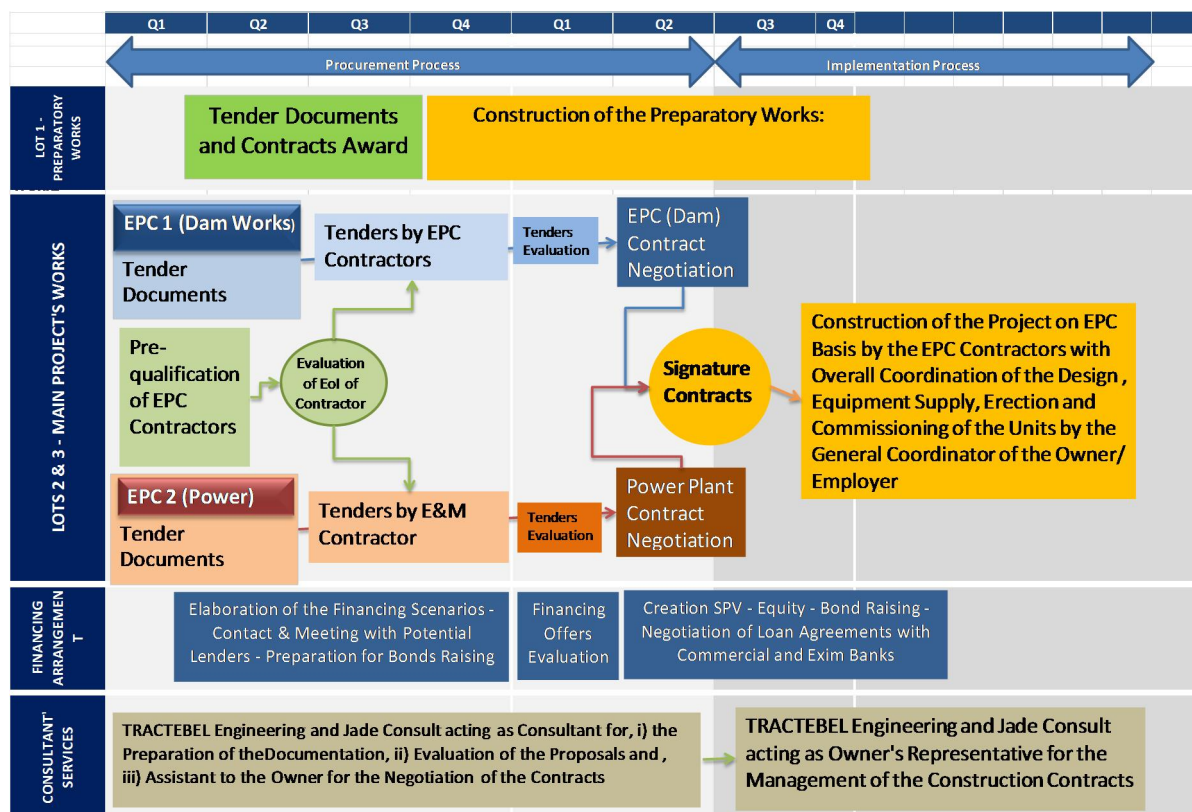 Q1 Q2 Q3 Q4 Q1 Q2 Q3 Q4
Procurement Process
Implementation Process
LOT 1 -
PREPARATORY
WORKS
Tender Documents
and Contracts Award
Construction of the Preparatory Works:
LOTS 2 & 3 - MAIN PROJECT'S WORKS
EPC 1 (Dam Works)
Tender
Documents
Tenders by EPC
Contractors
Tenders
Evaluation
EPC (Dam)
Contract
Negotiation
Pre-
qualification
of EPC
Contractors
Evaluation
of EoI of
Contractor
Signature
Contracts
Construction of the Project on EPC
Basis by the EPC Contractors with
Overall Coordination of the Design ,
Equipment Supply, Erection and
Commissioning of the Units by the
General Coordinator of the Owner/
Employer
EPC 2 (Power)
Tender
Documents
Tenders by E&M
Contractor
Tenders
Evaluation
Power Plant
Contract
Negotiation
FINANCING
ARRANGEMEN
T
Elaboration of the Financing Scenarios -
Contact & Meeting with Potential
Lenders - Preparation for Bonds Raising
Financing
Offers
Evaluation
Creation SPV - Equity - Bond Raising -
Negotiation of Loan Agreements with
Commercial and Exim Banks
CONSULTANT'
SERVICES
TRACTEBEL Engineering and Jade Consult acting as Consultant for, i) the
Preparation of theDocumentation, ii) Evaluation of the Proposals and ,
iii) Assistant to the Owner for the Negotiation of the Contracts
TRACTEBEL Engineering and Jade Consult
acting as Owner's Representative for the
Management of the Construction Contracts